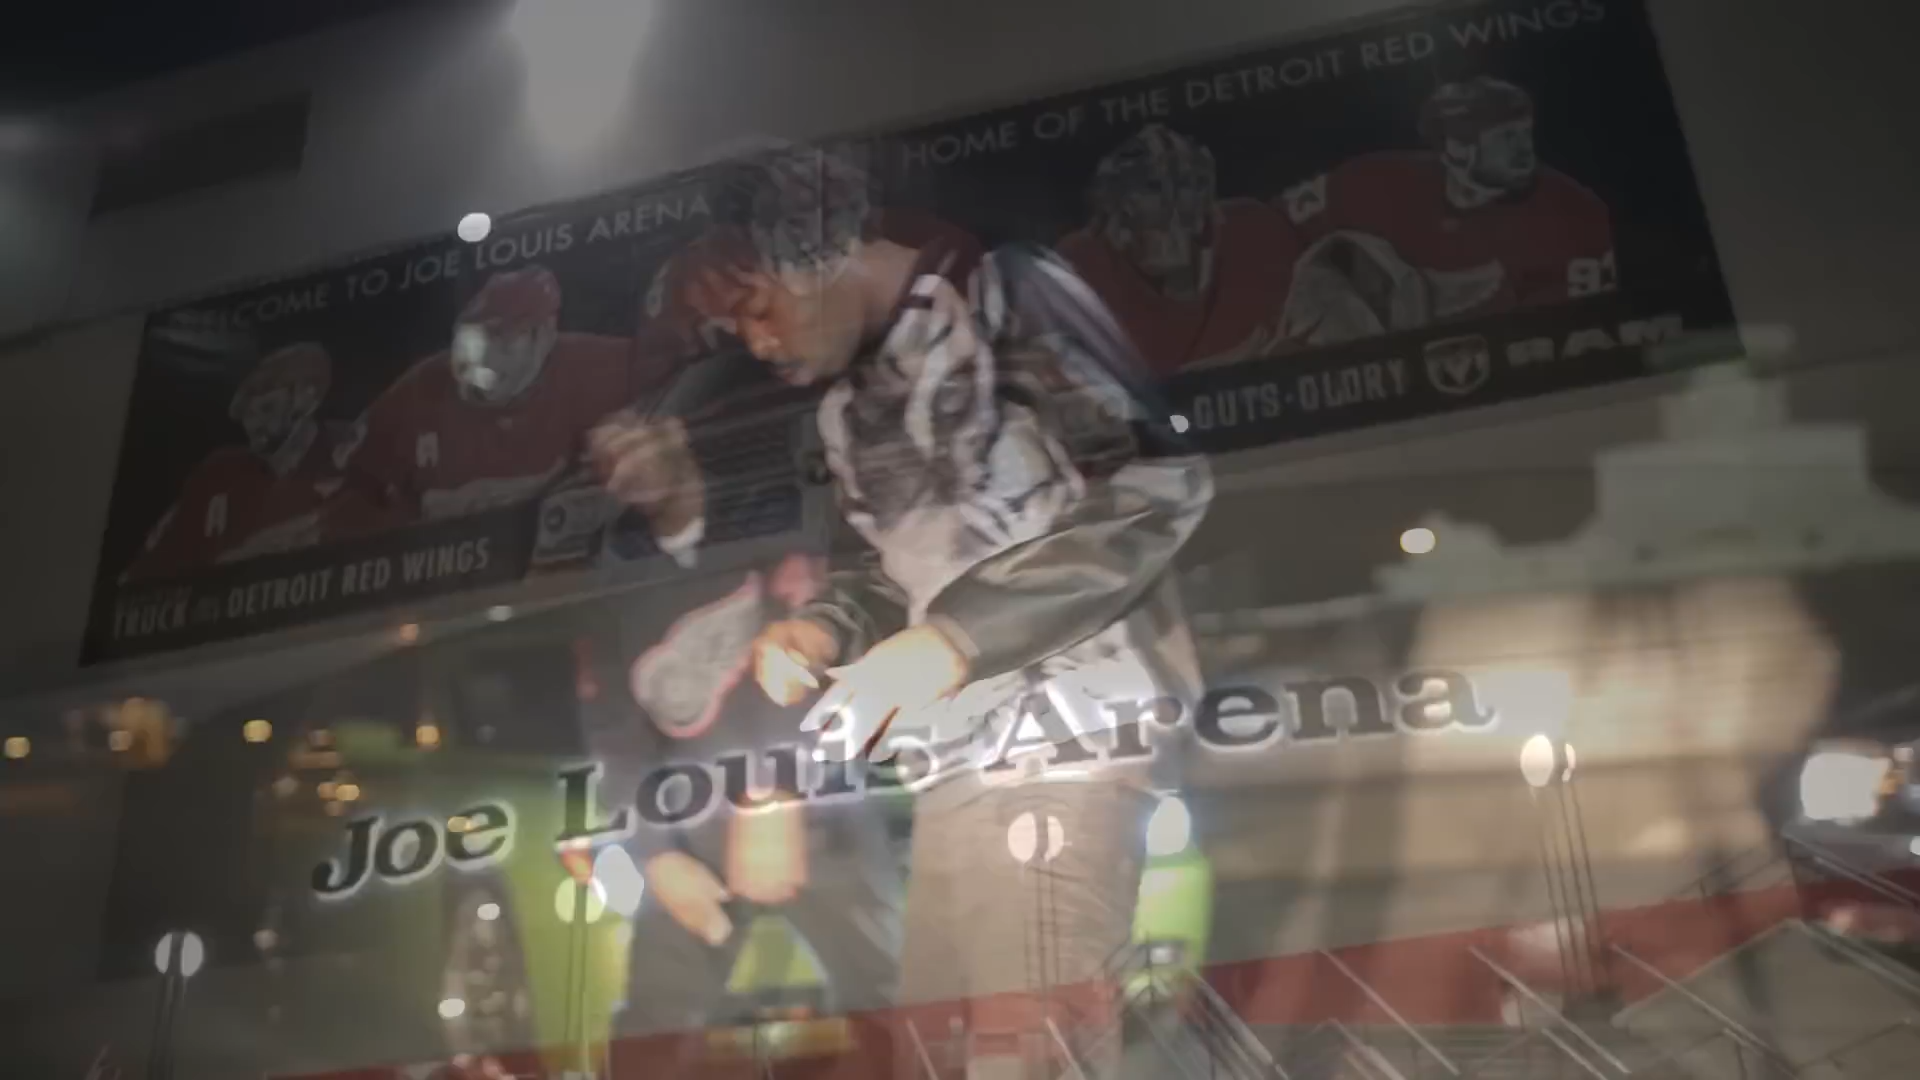 WELCOME TO JOE LOUIS ARENA
HOME OF THE DETROIT RED WINGS
A
A
91
TRUCK DETROIT RED WINGS
GUTS·GLORY RAM
Joe Louis Arena